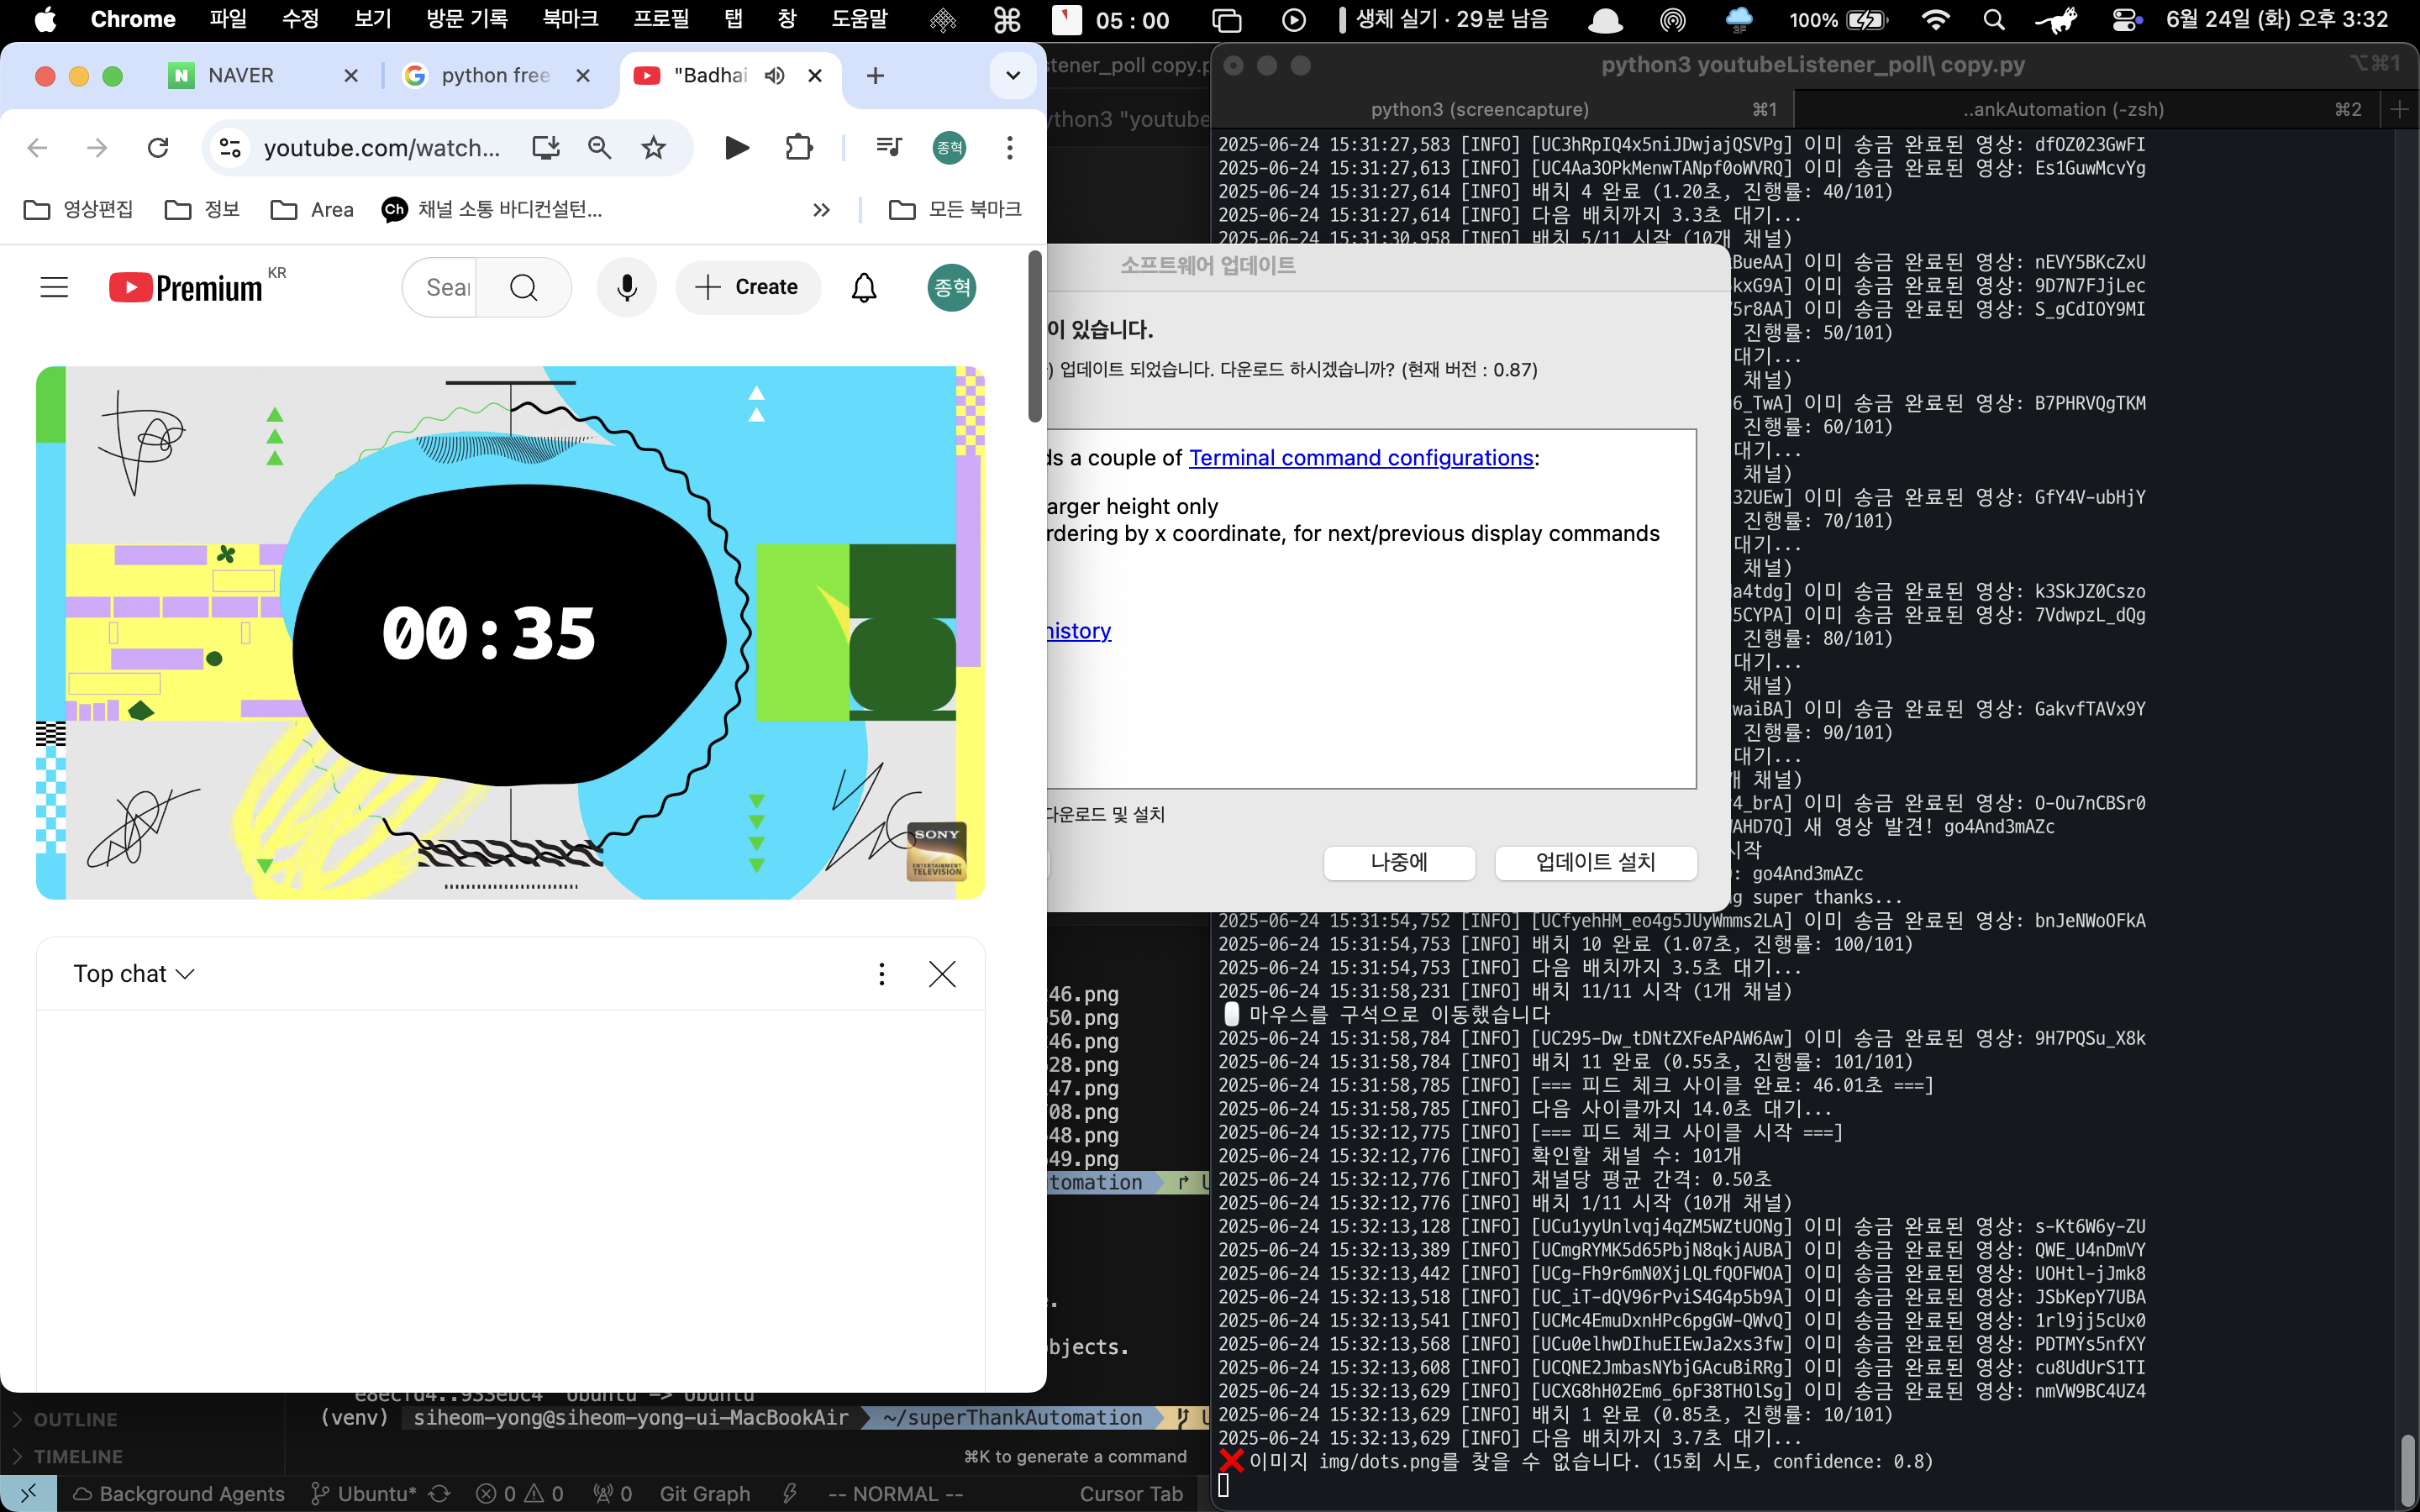 Chrome 파일 수정 보기 방문 기록 북마크 프로필 탭 창 도움말 05 : 00 생체 실기 · 29분 남음 100% 6월 24일 (화) 오후 3:32
NAVER
python free
"Badhai
youtube.com/watch...
종혁
영상편집
정보
Area
채널 소통 바디컨설턴...
모든 북마크
Premium KR
Sear
Create
종혁
00:35
SONY
ENTERTAINMENT
TELEVISION
Top chat
stener_poll copy.p
ython3 "youtube
소프트웨어 업데이트
이 있습니다.
) 업데이트 되었습니다. 다운로드 하시겠습니까? (현재 버전 : 0.87)
ds a couple of Terminal command configurations:
arger height only
rdering by x coordinate, for next/previous display commands
history
다운로드 및 설치
나중에
업데이트 설치
46.png
50.png
46.png
28.png
47.png
08.png
48.png
49.png
tomation
bjects.
e8ecfd4..933ebc4 Ubuntu -> Ubuntu
(venv) siheom-yong@siheom-yong-ui-MacBookAir ~/superThankAutomation
OUTLINE
TIMELINE
⌘K to generate a command
Background Agents Ubuntu* 0 0 0 Git Graph -- NORMAL -- Cursor Tab
python3 youtubeListener_poll\ copy.py ⌥⌘1
python3 (screencapture) ⌘1
..ankAutomation (-zsh) ⌘2
2025-06-24 15:31:27,583 [INFO] [UC3hRpIQ4x5niJDwjajQSVPg] 이미 송금 완료된 영상: dfOZ023GwFI
2025-06-24 15:31:27,613 [INFO] [UC4Aa3OPkMenwTANpf0oWVRQ] 이미 송금 완료된 영상: Es1GuwMcvYg
2025-06-24 15:31:27,614 [INFO] 배치 4 완료 (1.20초, 진행률: 40/101)
2025-06-24 15:31:27,614 [INFO] 다음 배치까지 3.3초 대기...
2025-06-24 15:31:30,958 [INFO] 배치 5/11 시작 (10개 채널)
BueAA] 이미 송금 완료된 영상: nEVY5BKcZxU
kxG9A] 이미 송금 완료된 영상: 9D7N7FJjLec
5r8AA] 이미 송금 완료된 영상: S_gCdIOY9MI
진행률: 50/101)
대기...
채널)
6_TwA] 이미 송금 완료된 영상: B7PHRVQgTKM
진행률: 60/101)
대기...
채널)
32UEw] 이미 송금 완료된 영상: GfY4V-ubHjY
진행률: 70/101)
대기...
채널)
a4tdg] 이미 송금 완료된 영상: k3SkJZ0Cszo
5CYPA] 이미 송금 완료된 영상: 7VdwpzL_dQg
진행률: 80/101)
대기...
채널)
waiBA] 이미 송금 완료된 영상: GakvfTAVx9Y
진행률: 90/101)
대기...
개 채널)
4_brA] 이미 송금 완료된 영상: O-Ou7nCBSr0
AHD7Q] 새 영상 발견! go4And3mAZc
시작
: go4And3mAZc
g super thanks...
2025-06-24 15:31:54,752 [INFO] [UCfyehHM_eo4g5JUyWmms2LA] 이미 송금 완료된 영상: bnJeNWoOFkA
2025-06-24 15:31:54,753 [INFO] 배치 10 완료 (1.07초, 진행률: 100/101)
2025-06-24 15:31:54,753 [INFO] 다음 배치까지 3.5초 대기...
2025-06-24 15:31:58,231 [INFO] 배치 11/11 시작 (1개 채널)
마우스를 구석으로 이동했습니다
2025-06-24 15:31:58,784 [INFO] [UC295-Dw_tDNtZXFeAPAW6Aw] 이미 송금 완료된 영상: 9H7PQSu_X8k
2025-06-24 15:31:58,784 [INFO] 배치 11 완료 (0.55초, 진행률: 101/101)
2025-06-24 15:31:58,785 [INFO] [=== 피드 체크 사이클 완료: 46.01초 ===]
2025-06-24 15:31:58,785 [INFO] 다음 사이클까지 14.0초 대기...
2025-06-24 15:32:12,775 [INFO] [=== 피드 체크 사이클 시작 ===]
2025-06-24 15:32:12,776 [INFO] 확인할 채널 수: 101개
2025-06-24 15:32:12,776 [INFO] 채널당 평균 간격: 0.50초
2025-06-24 15:32:12,776 [INFO] 배치 1/11 시작 (10개 채널)
2025-06-24 15:32:13,128 [INFO] [UCu1yyUnlvqj4qZM5WZtUONg] 이미 송금 완료된 영상: s-Kt6W6y-ZU
2025-06-24 15:32:13,389 [INFO] [UCmgRYMK5d65PbjN8qkjAUBA] 이미 송금 완료된 영상: QWE_U4nDmVY
2025-06-24 15:32:13,442 [INFO] [UCg-Fh9r6mN0XjLQLfQOFWOA] 이미 송금 완료된 영상: UOHtl-jJmk8
2025-06-24 15:32:13,518 [INFO] [UC_iT-dQV96rPviS4G4p5b9A] 이미 송금 완료된 영상: JSbKepY7UBA
2025-06-24 15:32:13,541 [INFO] [UCMc4EmuDxnHPc6pgGW-QWvQ] 이미 송금 완료된 영상: 1rl9jj5cUx0
2025-06-24 15:32:13,568 [INFO] [UCu0elhwDIhuEIEwJa2xs3fw] 이미 송금 완료된 영상: PDTMYs5nfXY
2025-06-24 15:32:13,608 [INFO] [UCQNE2JmbasNYbjGAcuBiRRg] 이미 송금 완료된 영상: cu8UdUrS1TI
2025-06-24 15:32:13,629 [INFO] [UCXG8hH02Em6_6pF38THOlSg] 이미 송금 완료된 영상: nmVW9BC4UZ4
2025-06-24 15:32:13,629 [INFO] 배치 1 완료 (0.85초, 진행률: 10/101)
2025-06-24 15:32:13,629 [INFO] 다음 배치까지 3.7초 대기...
❌이미지 img/dots.png를 찾을 수 없습니다. (15회 시도, confidence: 0.8)